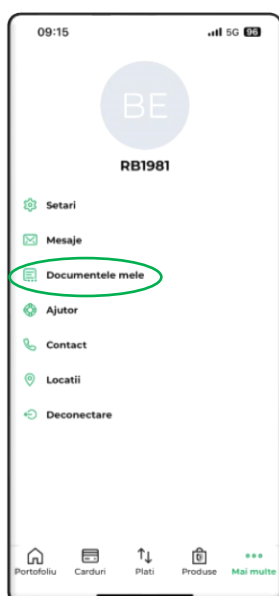 09:15
5G 96
BE
RB1981
Setari
Mesaje
Documentele mele
Ajutor
Contact
Locatii
Deconectare
Portofoliu Carduri Plati Produse Mai multe